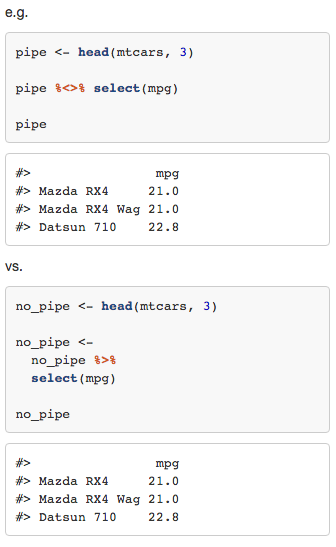 e.g.
pipe <- head(mtcars, 3)
pipe %<>% select(mpg)
pipe
#>                mpg
#> Mazda RX4     21.0
#> Mazda RX4 Wag 21.0
#> Datsun 710    22.8
vs.
no_pipe <- head(mtcars, 3)
no_pipe <-
  no_pipe %>%
  select(mpg)
no_pipe
#>                mpg
#> Mazda RX4     21.0
#> Mazda RX4 Wag 21.0
#> Datsun 710    22.8